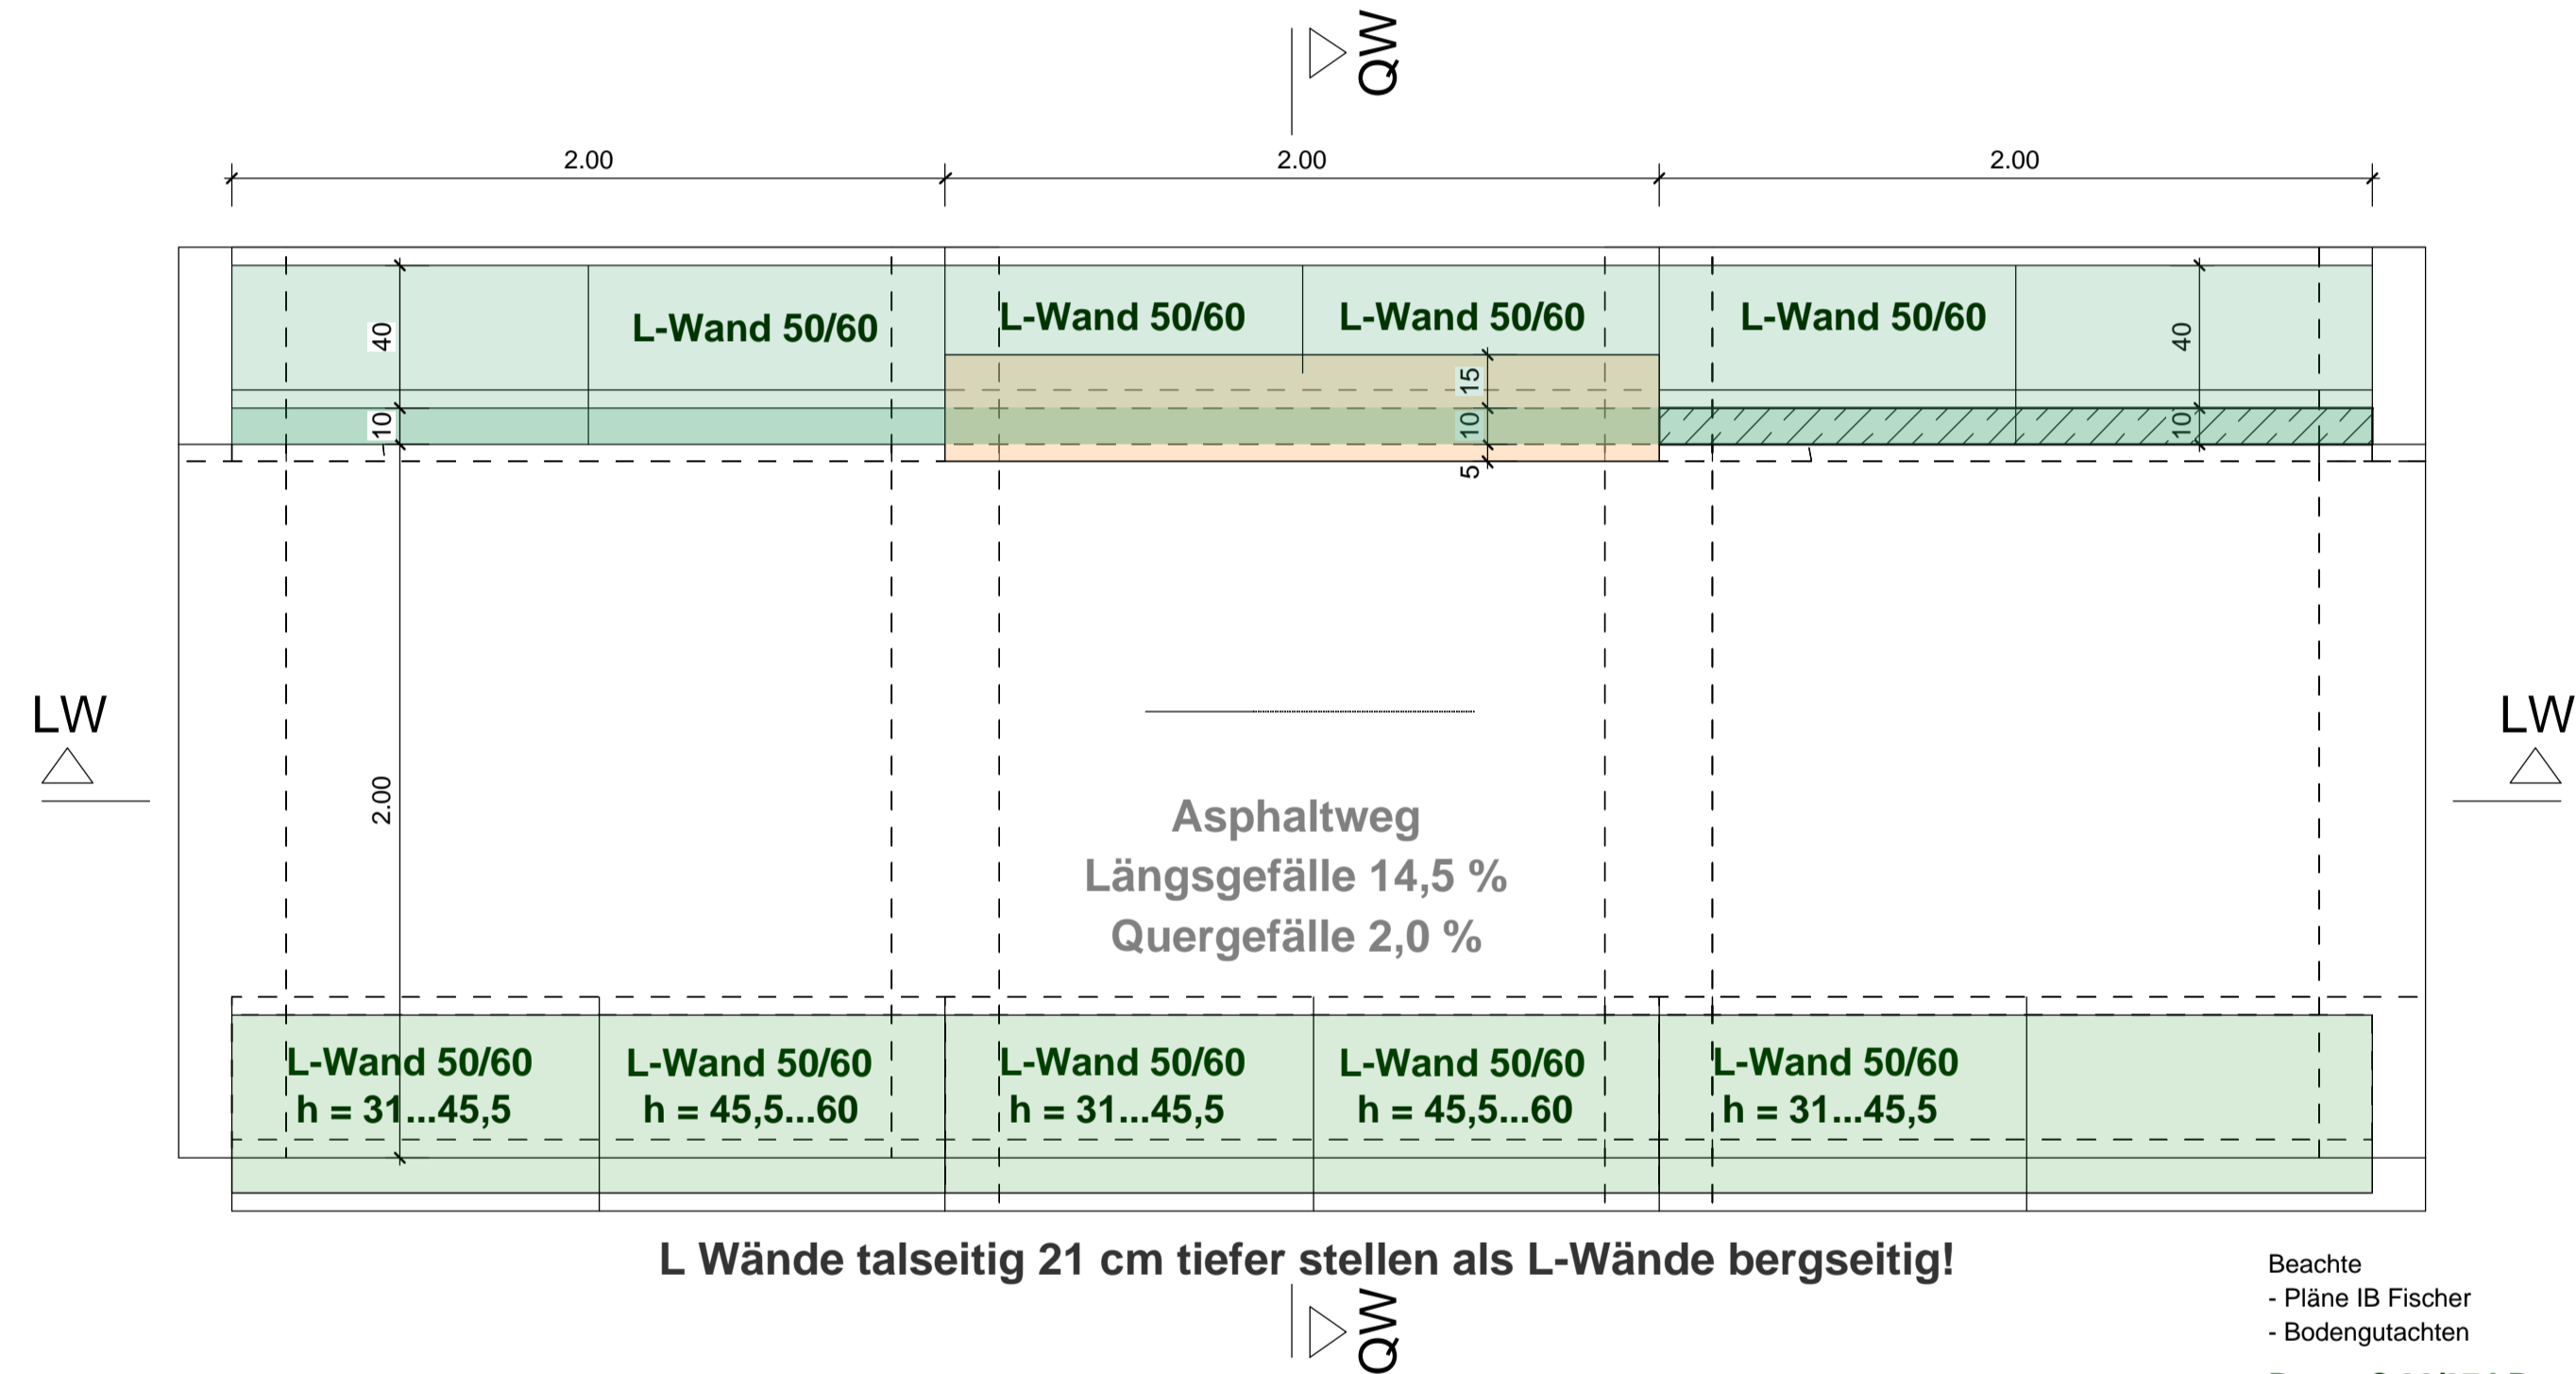 QW
2.00 2.00 2.00
L-Wand 50/60 L-Wand 50/60 L-Wand 50/60 L-Wand 50/60
40 15 40
10 10 10
5
LW LW
2.00
Asphaltweg
Längsgefälle 14,5 %
Quergefälle 2,0 %
L-Wand 50/60 L-Wand 50/60 L-Wand 50/60 L-Wand 50/60 L-Wand 50/60
h = 31...45,5 h = 45,5...60 h = 31...45,5 h = 45,5...60 h = 31...45,5
L Wände talseitig 21 cm tiefer stellen als L-Wände bergseitig!
QW
Beachte
- Pläne IB Fischer
- Bodengutachten